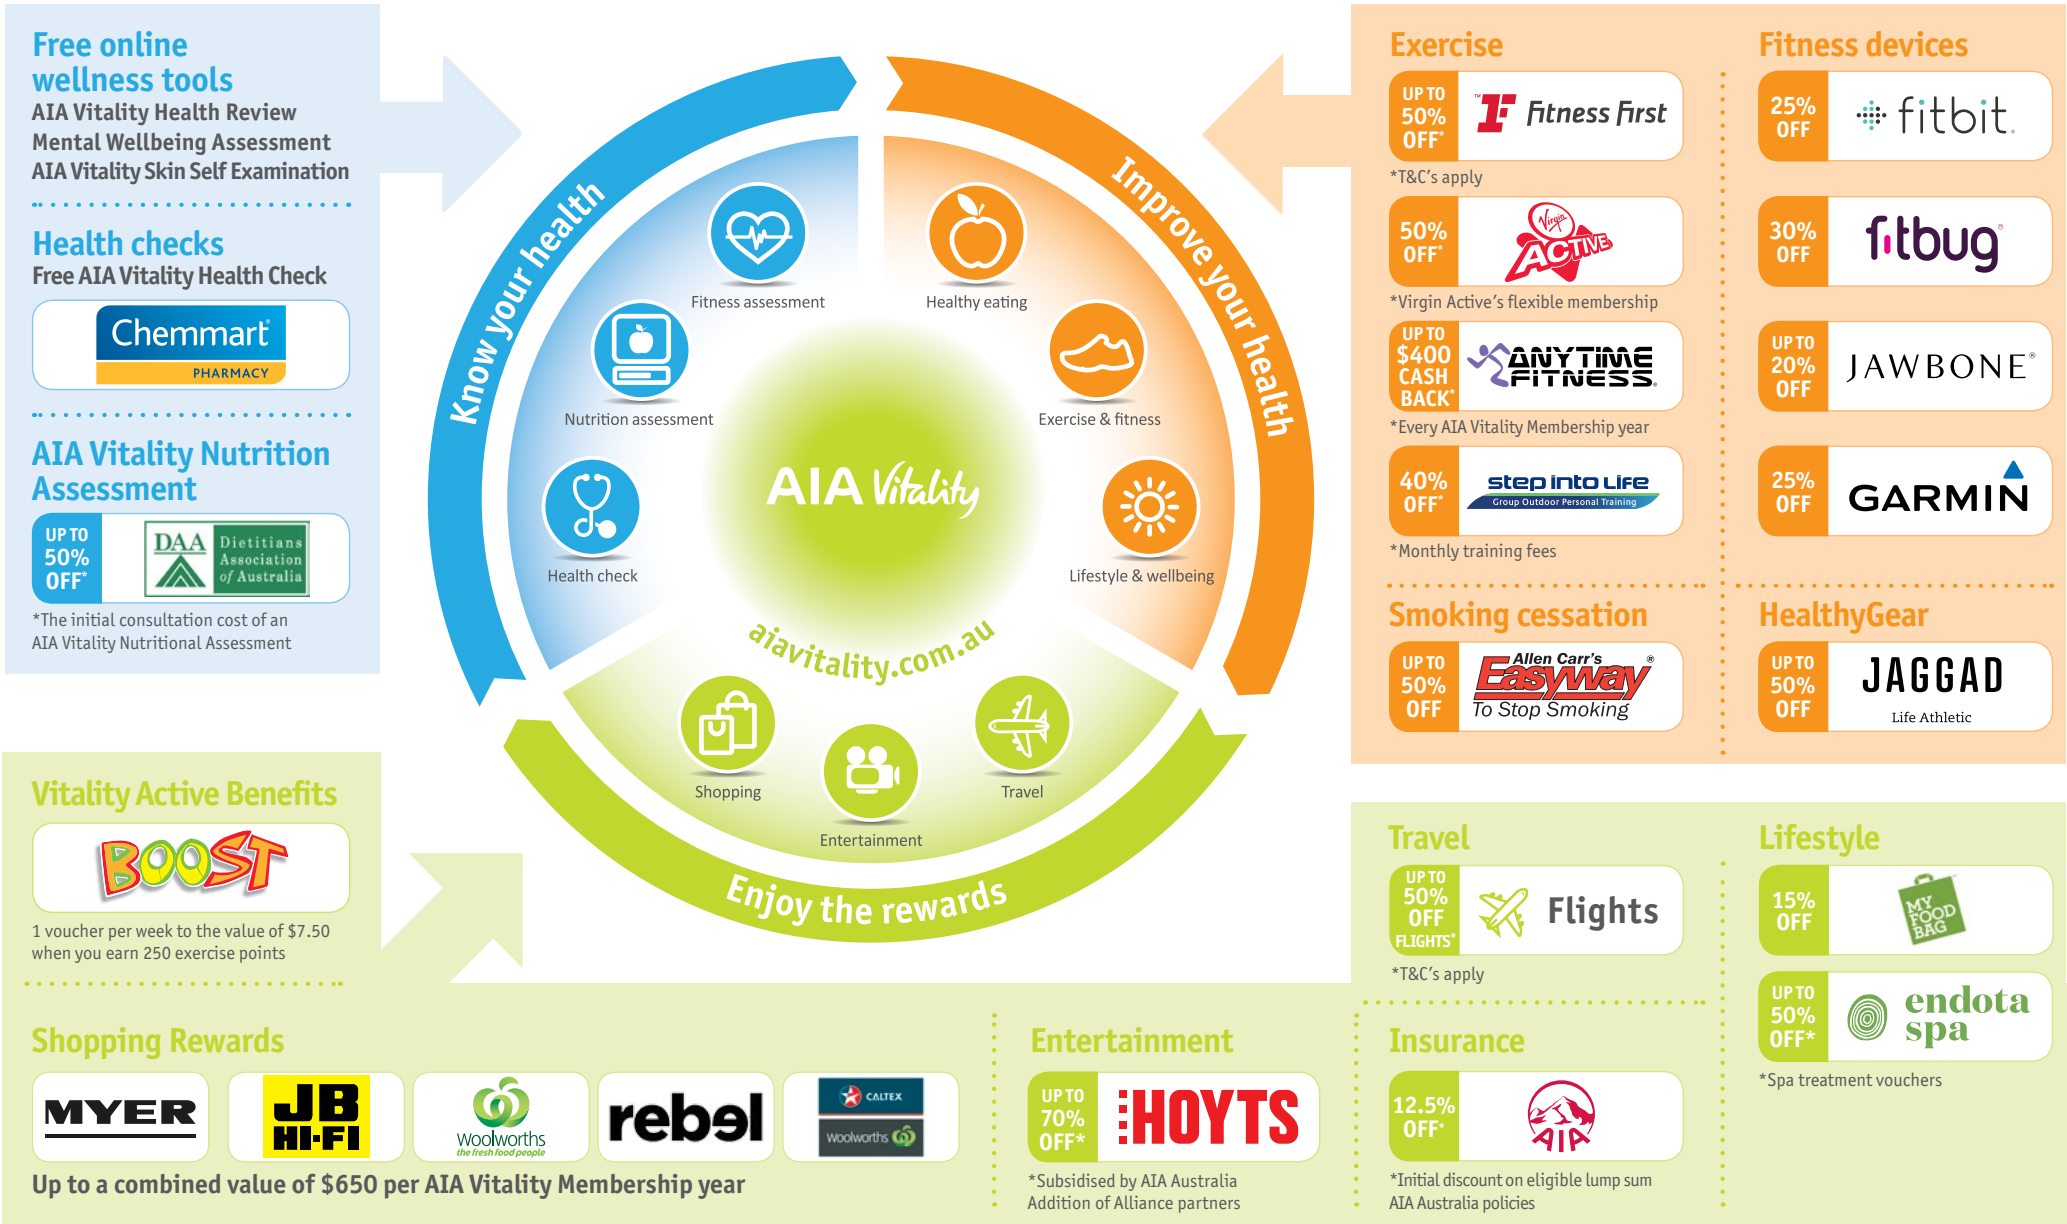 Free online
wellness tools
AIA Vitality Health Review
Mental Wellbeing Assessment
AIA Vitality Skin Self Examination
Health checks
Free AIA Vitality Health Check
Chemmart®
PHARMACY
AIA Vitality Nutrition
Assessment
UP TO
50%
OFF*
DAA
Dietitians
Association
of Australia
*The initial consultation cost of an
AIA Vitality Nutritional Assessment
Know your health
Fitness assessment
Nutrition assessment
Health check
Improve your health
Healthy eating
Exercise & fitness
Lifestyle & wellbeing
AIA Vitality
aiavitality.com.au
Shopping
Entertainment
Travel
Enjoy the rewards
Exercise
UP TO
50%
OFF*
™
Fitness First
*T&C's apply
50%
OFF*
Virgin
ACTIVE
*Virgin Active's flexible membership
UP TO
$400
CASH
BACK*
ANYTIME
FITNESS®
*Every AIA Vitality Membership year
40%
OFF*
step into Life
Group Outdoor Personal Training
*Monthly training fees
Smoking cessation
UP TO
50%
OFF
Allen Carr's
Easyway®
To Stop Smoking
Fitness devices
25%
OFF
fitbit.
30%
OFF
fitbug®
UP TO
20%
OFF
JAWBONE®
25%
OFF
GARMIN
HealthyGear
UP TO
50%
OFF
JAGGAD
Life Athletic
Vitality Active Benefits
BOOST
1 voucher per week to the value of $7.50
when you earn 250 exercise points
Shopping Rewards
MYER
JB
HI-FI
Woolworths
the fresh food people
rebel
CALTEX
Woolworths
Up to a combined value of $650 per AIA Vitality Membership year
Entertainment
UP TO
70%
OFF*
HOYTS
*Subsidised by AIA Australia
Addition of Alliance partners
Travel
UP TO
50%
OFF
FLIGHTS*
Flights
*T&C's apply
Insurance
12.5%
OFF*
AIA
*Initial discount on eligible lump sum
AIA Australia policies
Lifestyle
15%
OFF
MY
FOOD
BAG
UP TO
50%
OFF*
endota
spa
*Spa treatment vouchers